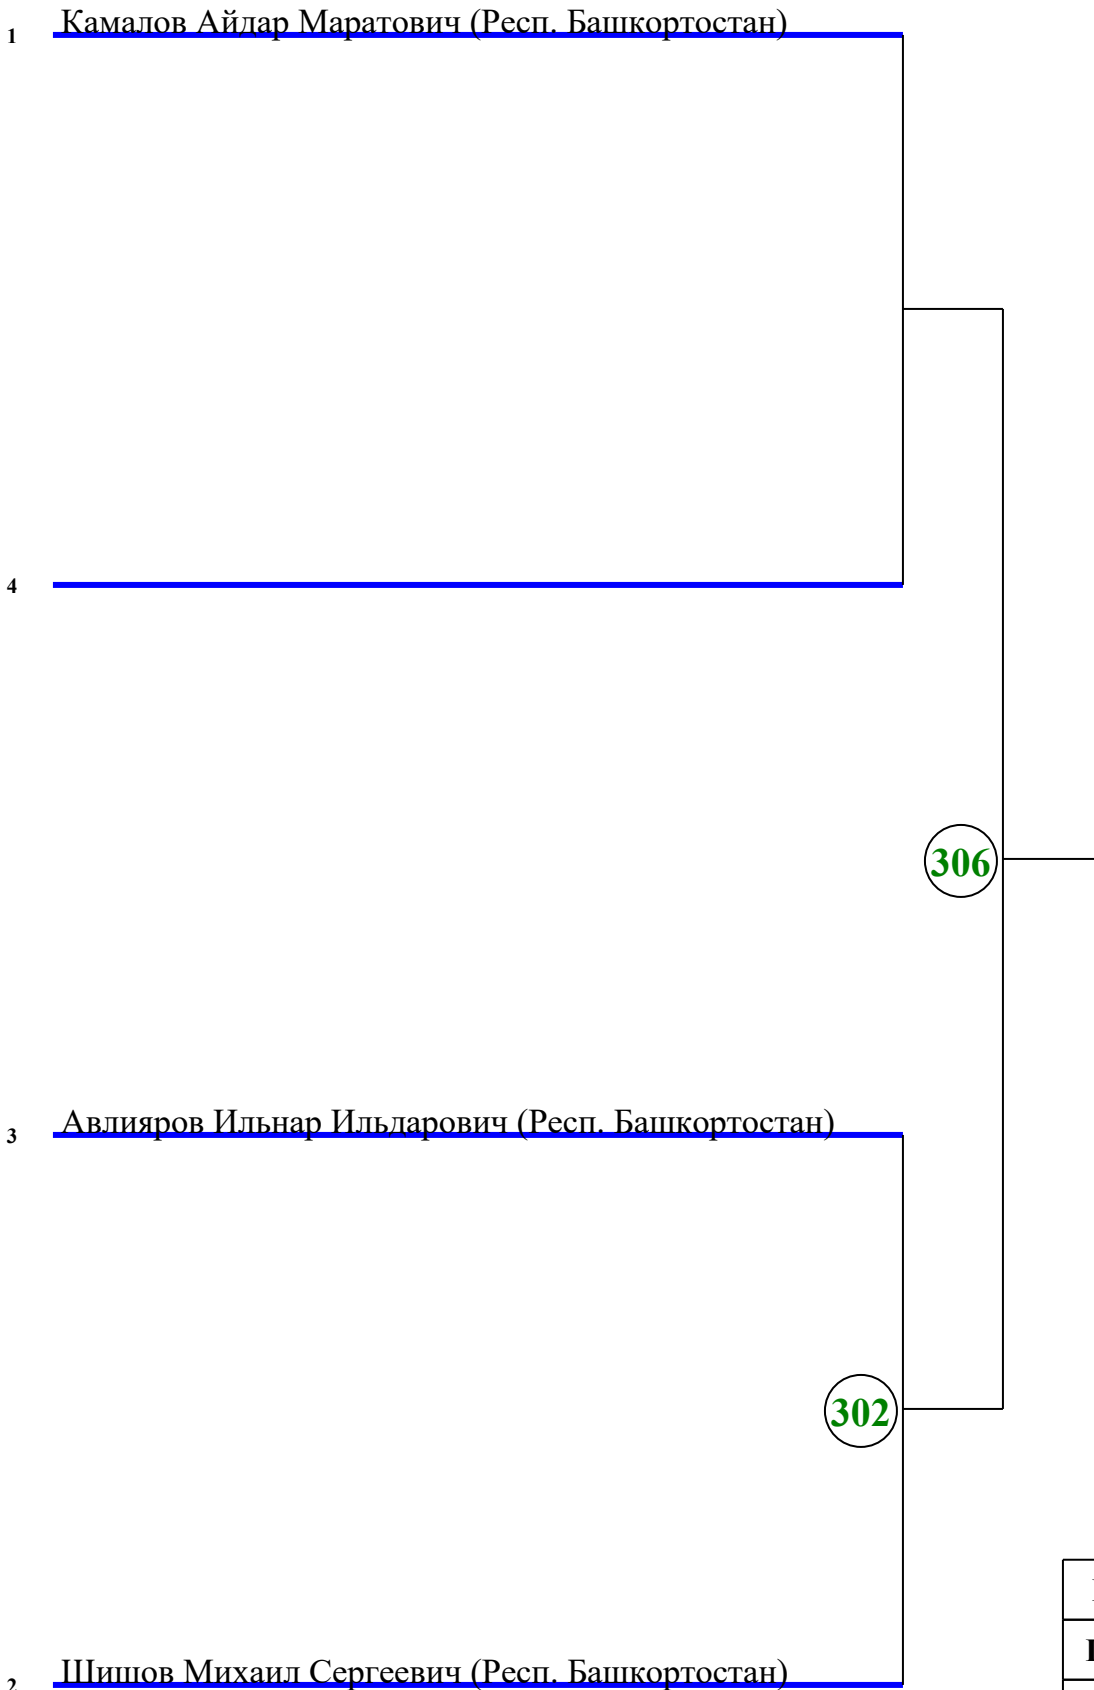 1 Камалов Айдар Маратович (Респ. Башкортостан)
4
306
3 Авлияров Ильнар Ильдарович (Респ. Башкортостан)
302
2 Шишов Михаил Сергеевич (Респ. Башкортостан)